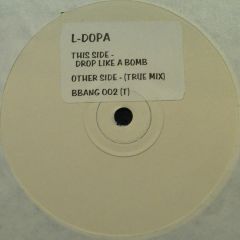 L-DOPA
THIS SIDE -
DROP LIKE A BOMB
OTHER SIDE - (TRUE MIX)
BBANG 002 (T)